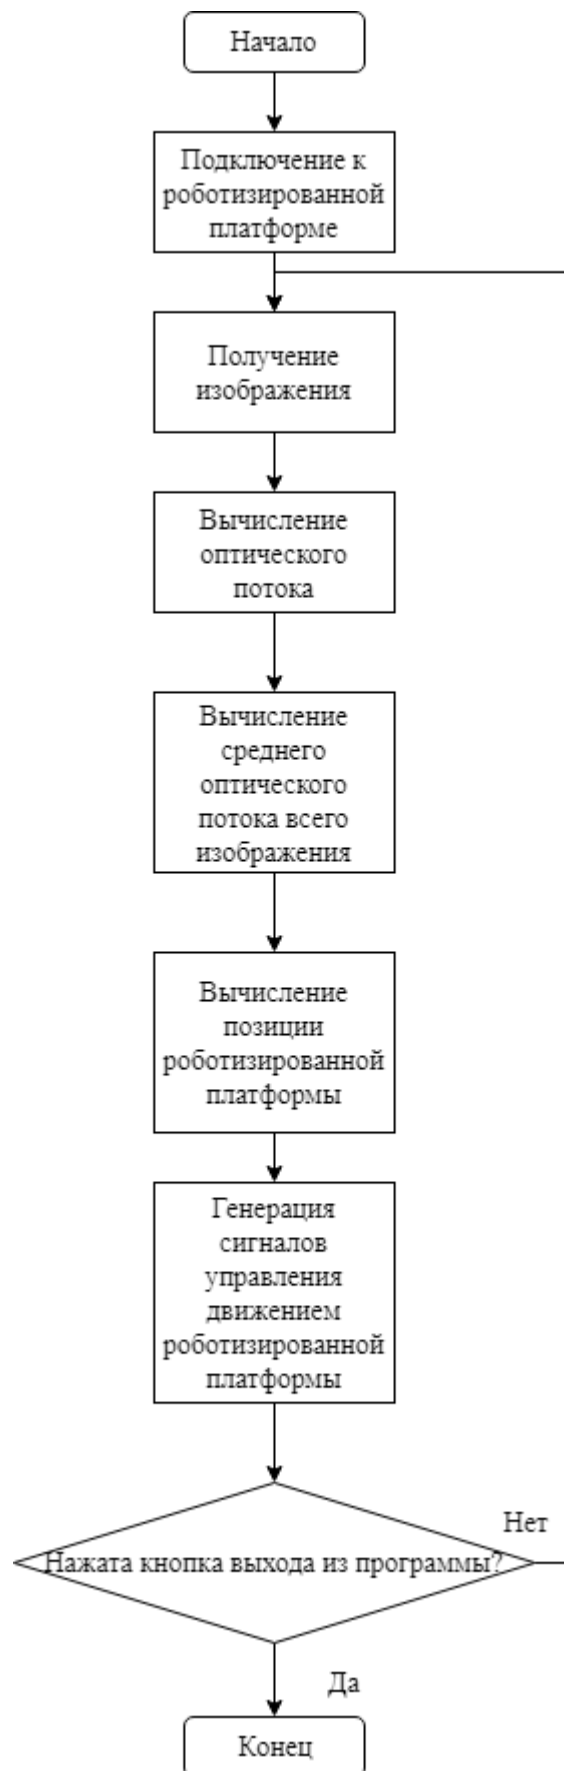 Начало
Подключение к
роботизированной
платформе
Получение
изображения
Вычисление
оптического
потока
Вычисление
среднего
оптического
потока всего
изображения
Вычисление
позиции
роботизированной
платформы
Генерация
сигналов
управления
движением
роботизированной
платформы
Нет
Нажата кнопка выхода из программы?
Да
Конец